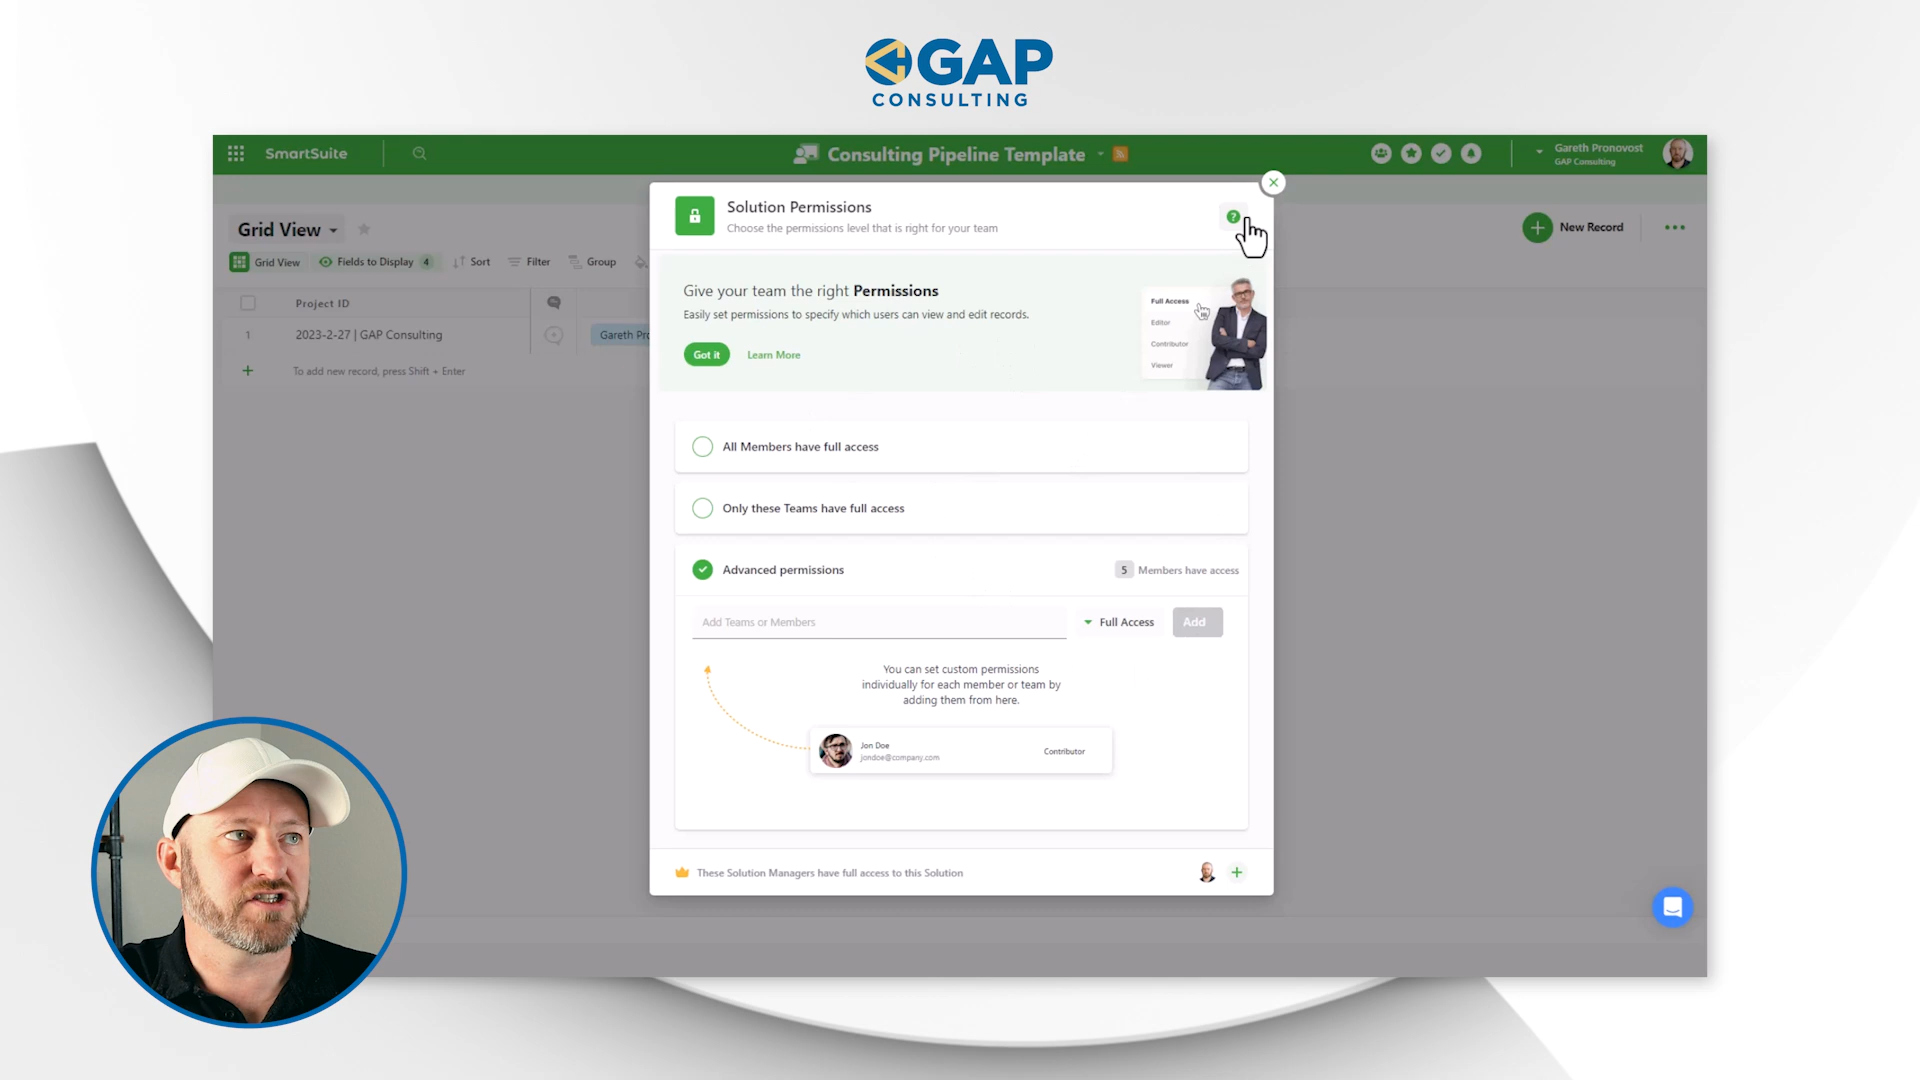 GAP
CONSULTING
SmartSuite
Consulting Pipeline Template
Gareth Pronovost
GAP Consulting
Solution Permissions
Choose the permissions level that is right for your team
Grid View
New Record
Grid View
Fields to Display 4
Sort
Filter
Group
Project ID
1 2023-2-27 | GAP Consulting
Gareth Pro
To add new record, press Shift + Enter
Give your team the right Permissions
Easily set permissions to specify which users can view and edit records.
Got it
Learn More
Full Access
Editor
Contributor
Viewer
All Members have full access
Only these Teams have full access
Advanced permissions
5 Members have access
Add Teams or Members
Full Access
Add
You can set custom permissions
individually for each member or team by
adding them from here.
Jon Doe
jondoe@company.com
Contributor
These Solution Managers have full access to this Solution